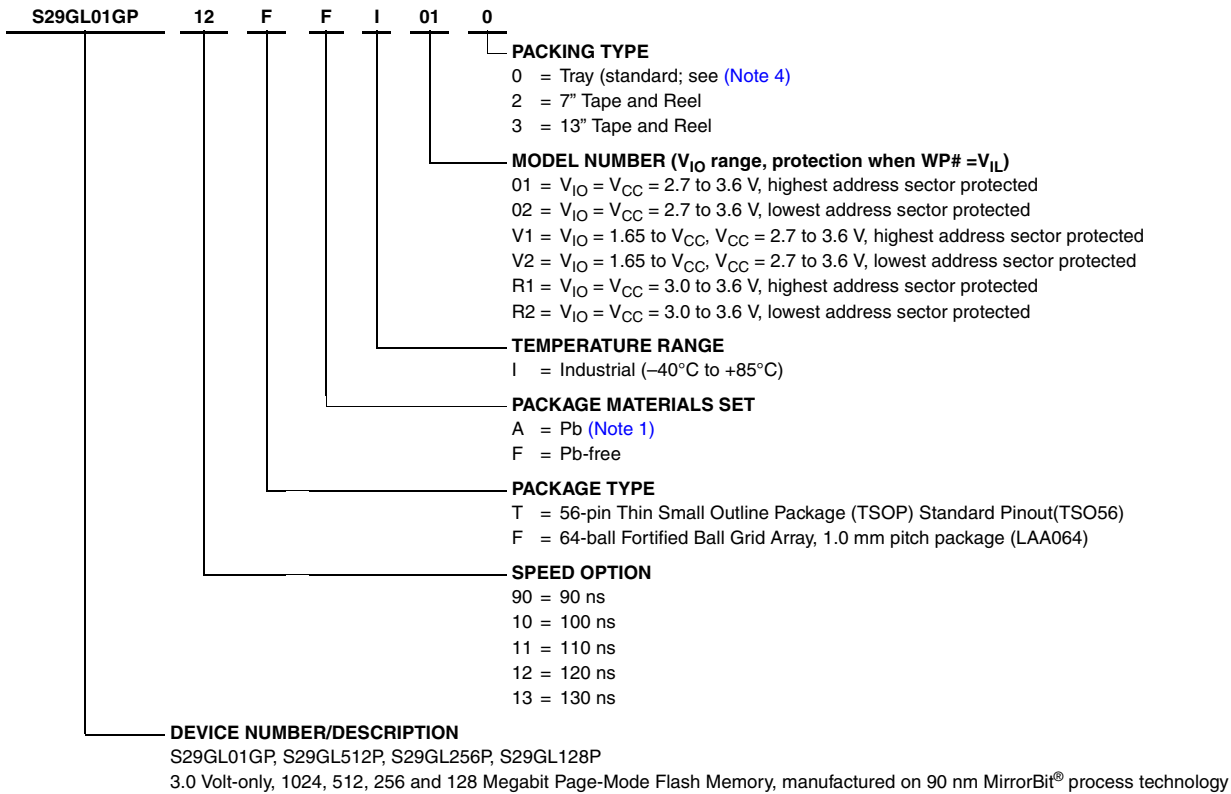 S29GL01GP 12 F F I 01 0
PACKING TYPE
0 = Tray (standard; see (Note 4)
2 = 7” Tape and Reel
3 = 13” Tape and Reel
MODEL NUMBER (VIO range, protection when WP# =VIL)
01 = VIO = VCC = 2.7 to 3.6 V, highest address sector protected
02 = VIO = VCC = 2.7 to 3.6 V, lowest address sector protected
V1 = VIO = 1.65 to VCC, VCC = 2.7 to 3.6 V, highest address sector protected
V2 = VIO = 1.65 to VCC, VCC = 2.7 to 3.6 V, lowest address sector protected
R1 = VIO = VCC = 3.0 to 3.6 V, highest address sector protected
R2 = VIO = VCC = 3.0 to 3.6 V, lowest address sector protected
TEMPERATURE RANGE
I = Industrial (–40°C to +85°C)
PACKAGE MATERIALS SET
A = Pb (Note 1)
F = Pb-free
PACKAGE TYPE
T = 56-pin Thin Small Outline Package (TSOP) Standard Pinout(TSO56)
F = 64-ball Fortified Ball Grid Array, 1.0 mm pitch package (LAA064)
SPEED OPTION
90 = 90 ns
10 = 100 ns
11 = 110 ns
12 = 120 ns
13 = 130 ns
DEVICE NUMBER/DESCRIPTION
S29GL01GP, S29GL512P, S29GL256P, S29GL128P
3.0 Volt-only, 1024, 512, 256 and 128 Megabit Page-Mode Flash Memory, manufactured on 90 nm MirrorBit® process technology